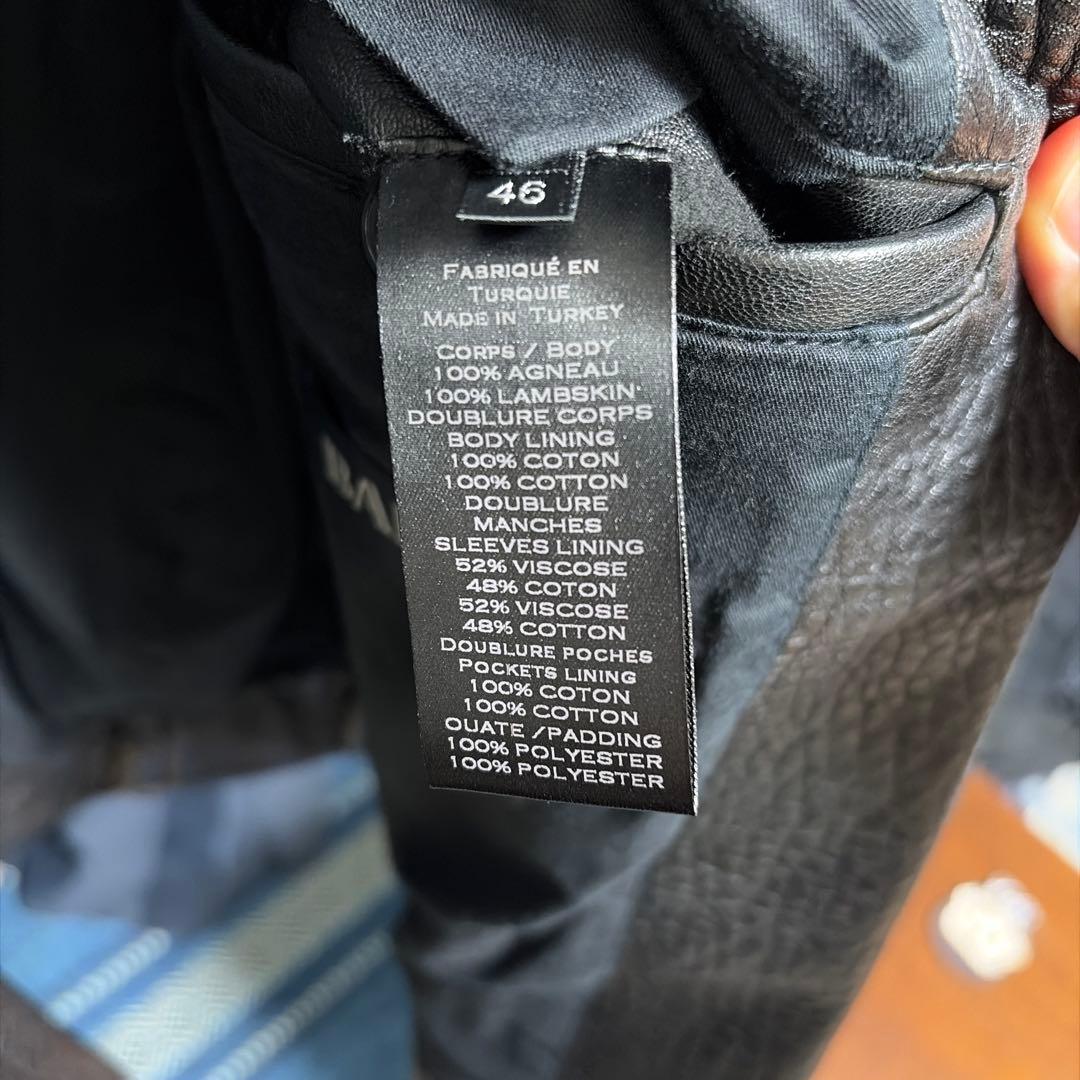 46
FABRIQUÉ EN
TURQUIE
MADE IN TURKEY
CORPS / BODY
100% AGNEAU
100% LAMBSKIN
DOUBLURE CORPS
BODY LINING
100% COTON
100% COTTON
DOUBLURE
MANCHES
SLEEVES LINING
52% VISCOSE
48% COTON
52% VISCOSE
48% COTTON
DOUBLURE POCHES
POCKETS LINING
100% COTON
100% COTTON
OUATE /PADDING
100% POLYESTER
100% POLYESTER